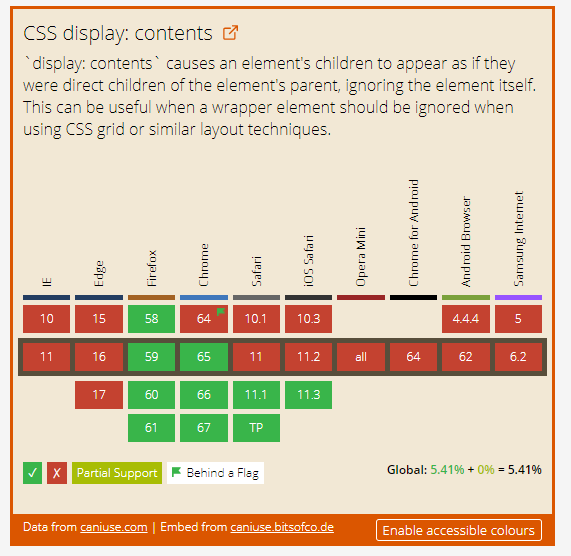 CSS display: contents
`display: contents` causes an element's children to appear as if they
were direct children of the element's parent, ignoring the element itself.
This can be useful when a wrapper element should be ignored when
using CSS grid or similar layout techniques.
IE Edge Firefox Chrome Safari iOS Safari Opera Mini Chrome for Android Android Browser Samsung Internet
10 15 58 64 10.1 10.3 4.4.4 5
11 16 59 65 11 11.2 all 64 62 6.2
17 60 66 11.1 11.3
61 67 TP
✓ ✗ Partial Support Behind a Flag Global: 5.41% + 0% = 5.41%
Data from caniuse.com | Embed from caniuse.bitsofco.de Enable accessible colours